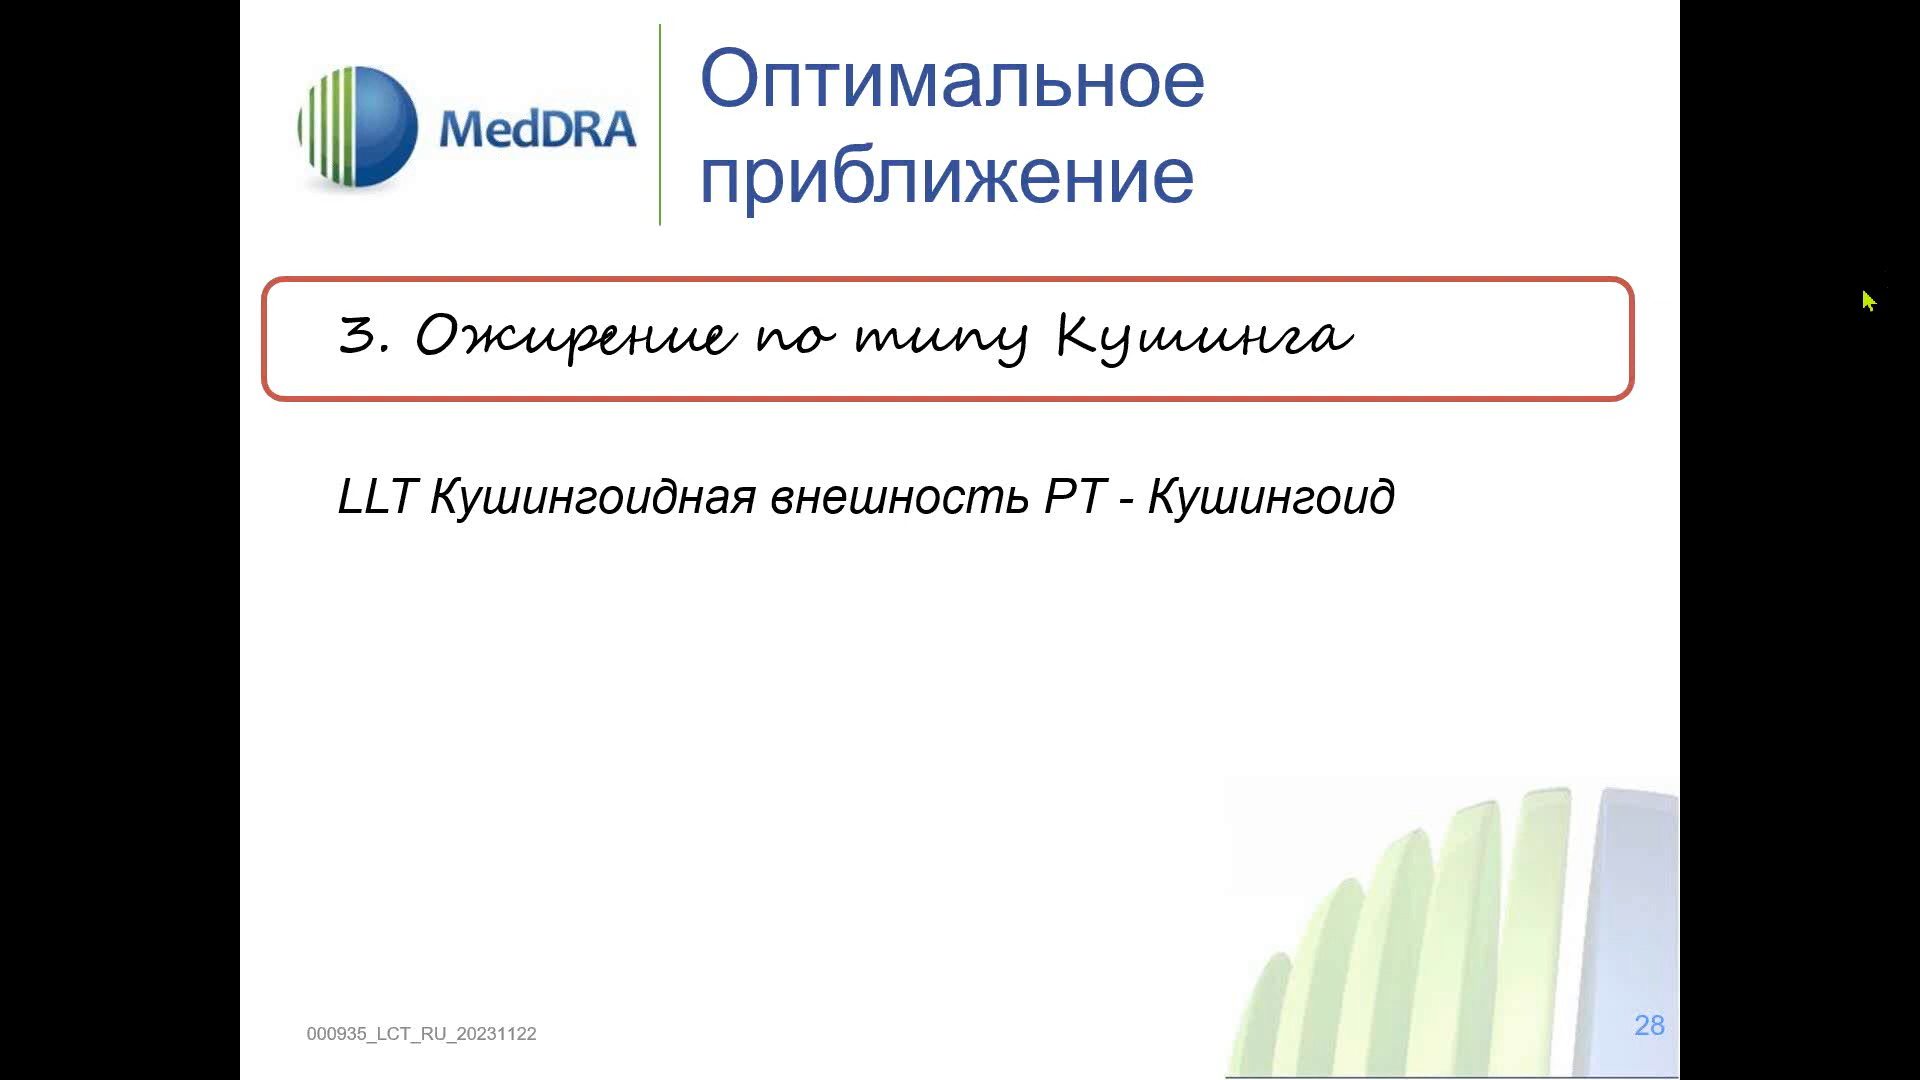 MedDRA
Оптимальное
приближение
3. Ожирение по типу Кушинга
LLT Кушингоидная внешность PT - Кушингоид
000935_LCT_RU_20231122
28